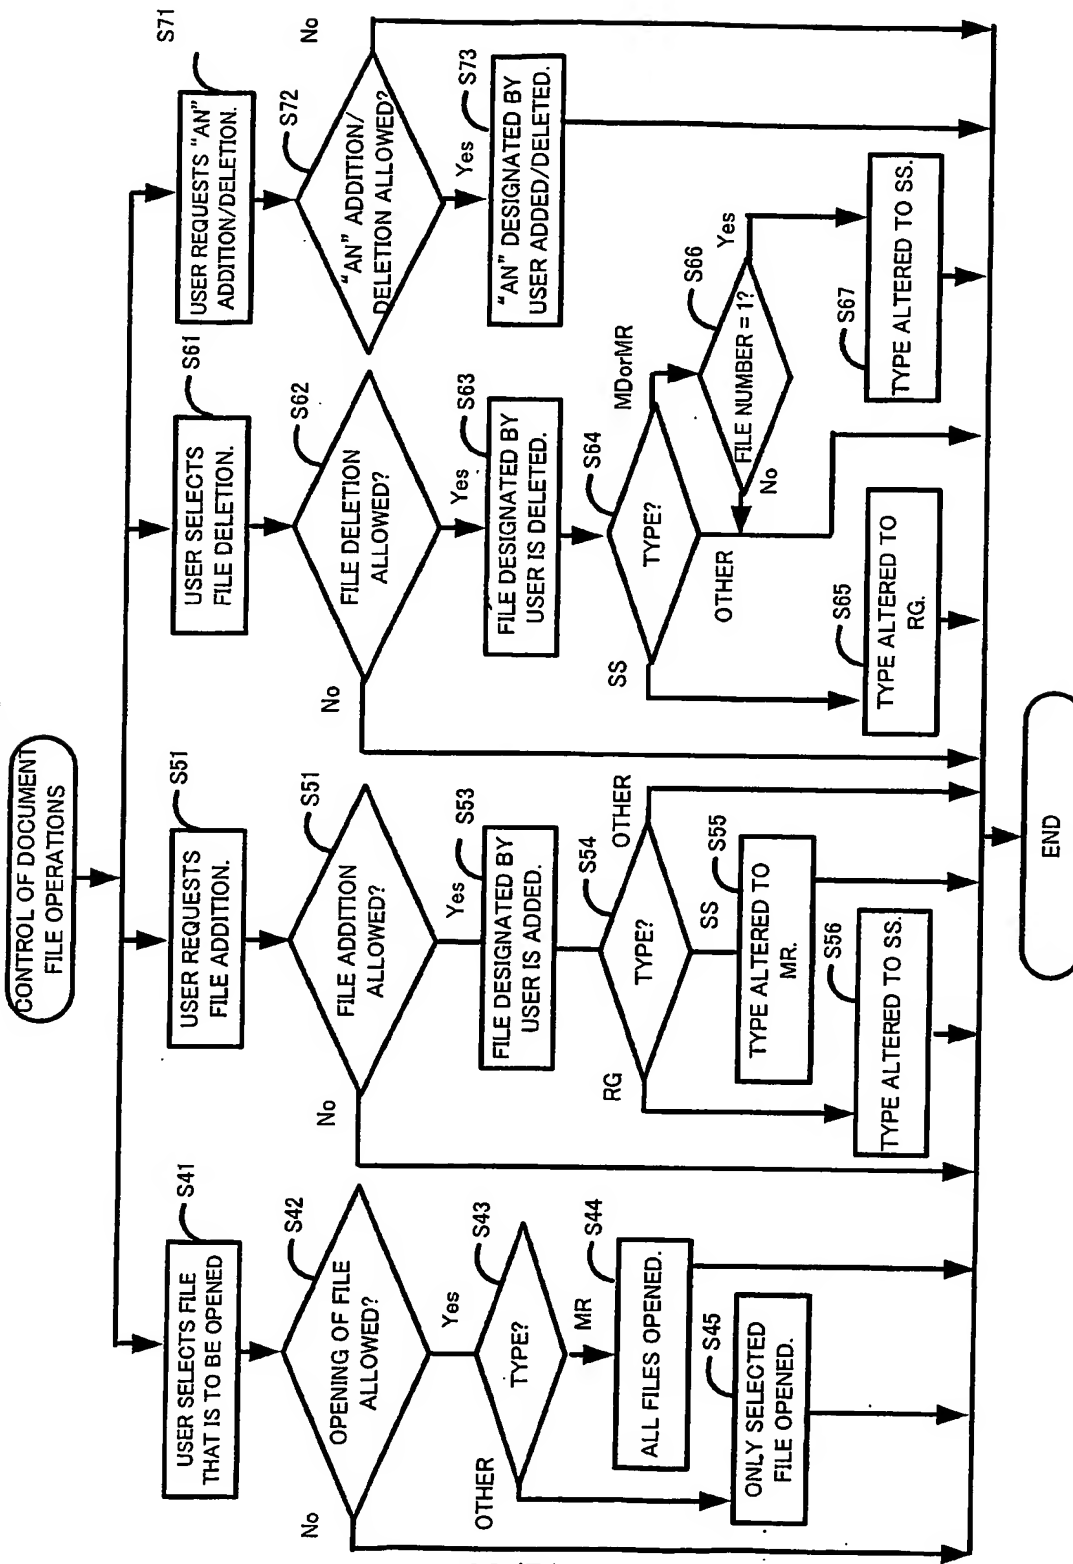 CONTROL OF DOCUMENT
FILE OPERATIONS
S41
USER SELECTS FILE
THAT IS TO BE OPENED
S42
OPENING OF FILE
ALLOWED?
No
Yes
S43
TYPE?
OTHER
MR
S44
ALL FILES OPENED.
S45
ONLY SELECTED
FILE OPENED.
S51
USER REQUESTS
FILE ADDITION.
S51
FILE ADDITION
ALLOWED?
No
Yes
S53
FILE DESIGNATED BY
USER IS ADDED.
S54
TYPE?
RG
SS
OTHER
S55
TYPE ALTERED TO
MR.
S56
TYPE ALTERED TO SS.
S61
USER SELECTS
FILE DELETION.
S62
FILE DELETION
ALLOWED?
No
Yes
S63
FILE DESIGNATED BY
USER IS DELETED.
S64
TYPE?
SS
OTHER
MDorMR
S65
TYPE ALTERED TO
RG.
S66
FILE NUMBER = 1?
No
Yes
S67
TYPE ALTERED TO SS.
S71
USER REQUESTS "AN"
ADDITION/DELETION.
S72
"AN" ADDITION/
DELETION ALLOWED?
No
Yes
S73
"AN" DESIGNATED BY
USER ADDED/DELETED.
END